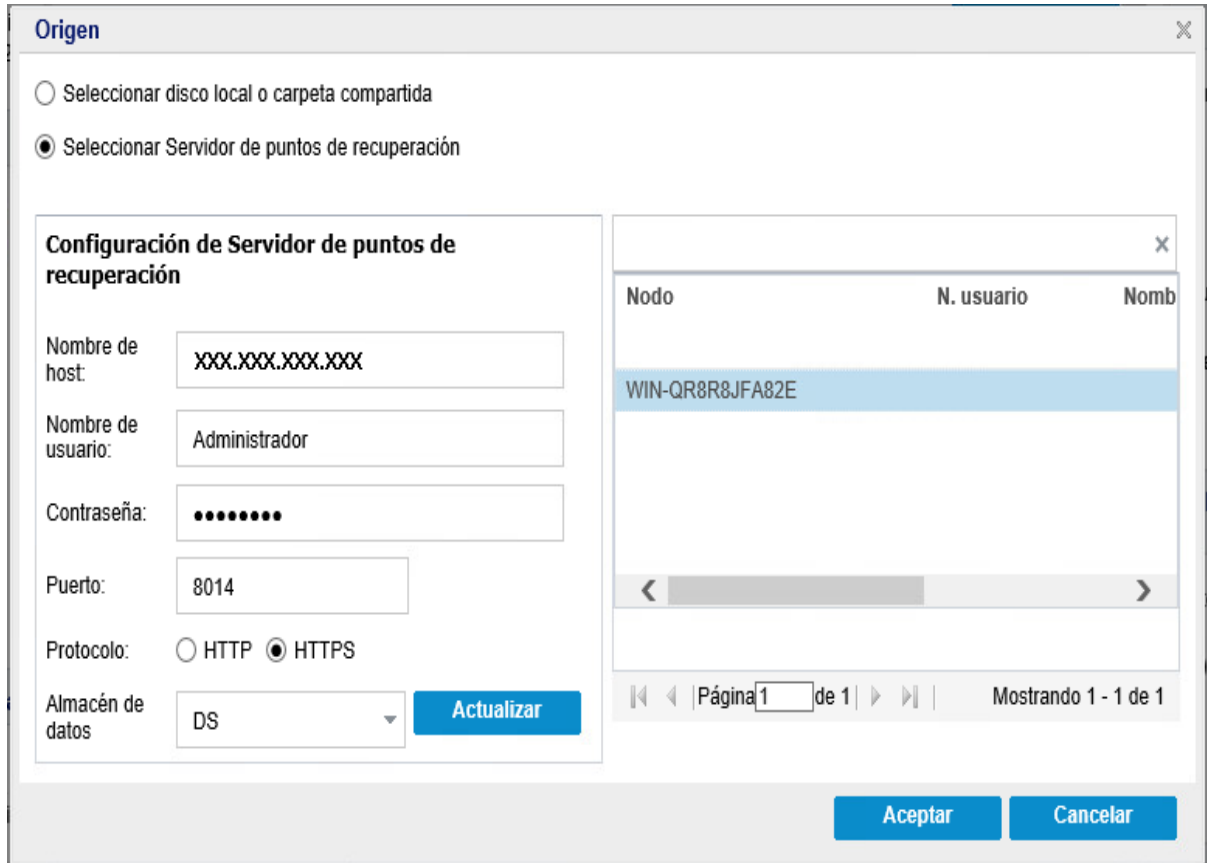 Origen
Seleccionar disco local o carpeta compartida
Seleccionar Servidor de puntos de recuperación
Configuración de Servidor de puntos de
recuperación
Nombre de
host:
XXX.XXX.XXX.XXX
Nombre de
usuario:
Administrador
Contraseña:
••••••••
Puerto:
8014
Protocolo:
HTTP
HTTPS
Almacén de
datos
DS
Actualizar
Nodo
N. usuario
Nomb
WIN-QR8R8JFA82E
Página 1 de 1
Mostrando 1 - 1 de 1
Aceptar
Cancelar